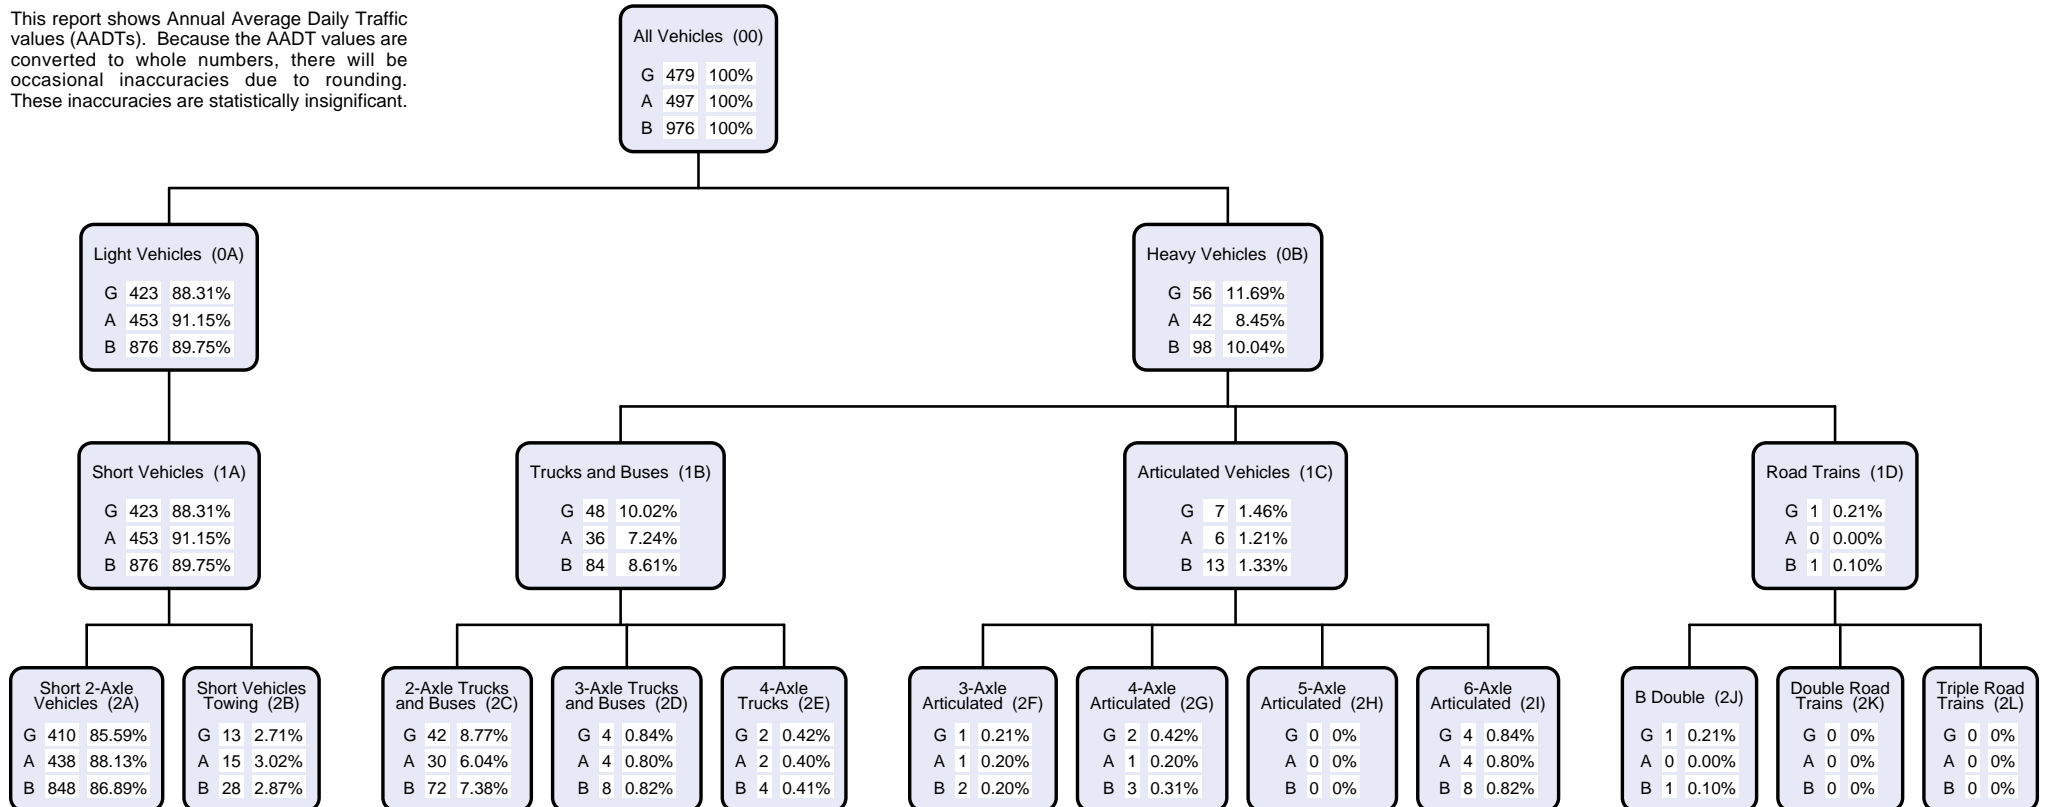 This report shows Annual Average Daily Traffic
values (AADTs). Because the AADT values are
converted to whole numbers, there will be
occasional inaccuracies due to rounding.
These inaccuracies are statistically insignificant.
All Vehicles (00)
G 479 100%
A 497 100%
B 976 100%
Light Vehicles (0A)
G 423 88.31%
A 453 91.15%
B 876 89.75%
Heavy Vehicles (0B)
G 56 11.69%
A 42 8.45%
B 98 10.04%
Short Vehicles (1A)
G 423 88.31%
A 453 91.15%
B 876 89.75%
Trucks and Buses (1B)
G 48 10.02%
A 36 7.24%
B 84 8.61%
Articulated Vehicles (1C)
G 7 1.46%
A 6 1.21%
B 13 1.33%
Road Trains (1D)
G 1 0.21%
A 0 0.00%
B 1 0.10%
Short 2-Axle
Vehicles (2A)
G 410 85.59%
A 438 88.13%
B 848 86.89%
Short Vehicles
Towing (2B)
G 13 2.71%
A 15 3.02%
B 28 2.87%
2-Axle Trucks
and Buses (2C)
G 42 8.77%
A 30 6.04%
B 72 7.38%
3-Axle Trucks
and Buses (2D)
G 4 0.84%
A 4 0.80%
B 8 0.82%
4-Axle
Trucks (2E)
G 2 0.42%
A 2 0.40%
B 4 0.41%
3-Axle
Articulated (2F)
G 1 0.21%
A 1 0.20%
B 2 0.20%
4-Axle
Articulated (2G)
G 2 0.42%
A 1 0.20%
B 3 0.31%
5-Axle
Articulated (2H)
G 0 0%
A 0 0%
B 0 0%
6-Axle
Articulated (2I)
G 4 0.84%
A 4 0.80%
B 8 0.82%
B Double (2J)
G 1 0.21%
A 0 0.00%
B 1 0.10%
Double Road
Trains (2K)
G 0 0%
A 0 0%
B 0 0%
Triple Road
Trains (2L)
G 0 0%
A 0 0%
B 0 0%